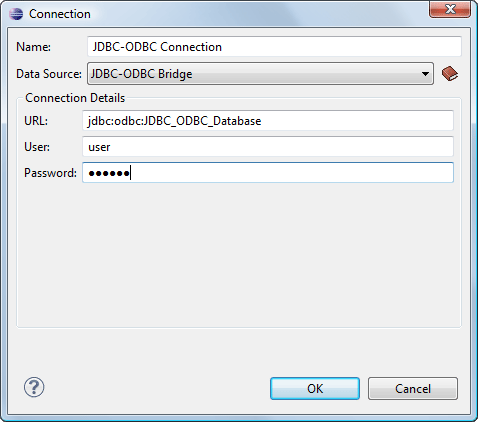 Connection
Name: JDBC-ODBC Connection
Data Source: JDBC-ODBC Bridge
Connection Details
URL: jdbc:odbc:JDBC_ODBC_Database
User: user
Password: ●●●●●●
?
OK Cancel